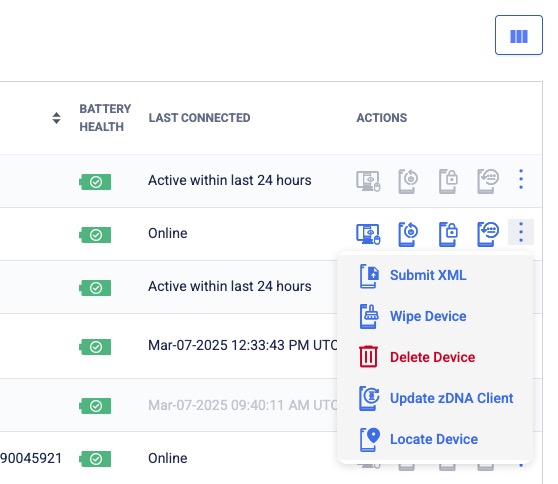 BATTERY
HEALTH
LAST CONNECTED
ACTIONS
Active within last 24 hours
Online
Active within last 24 hours
Submit XML
Wipe Device
Mar-07-2025 12:33:43 PM UTC
Delete Device
Mar-07-2025 09:40:11 AM UTC
Update zDNA Client
Locate Device
90045921
Online